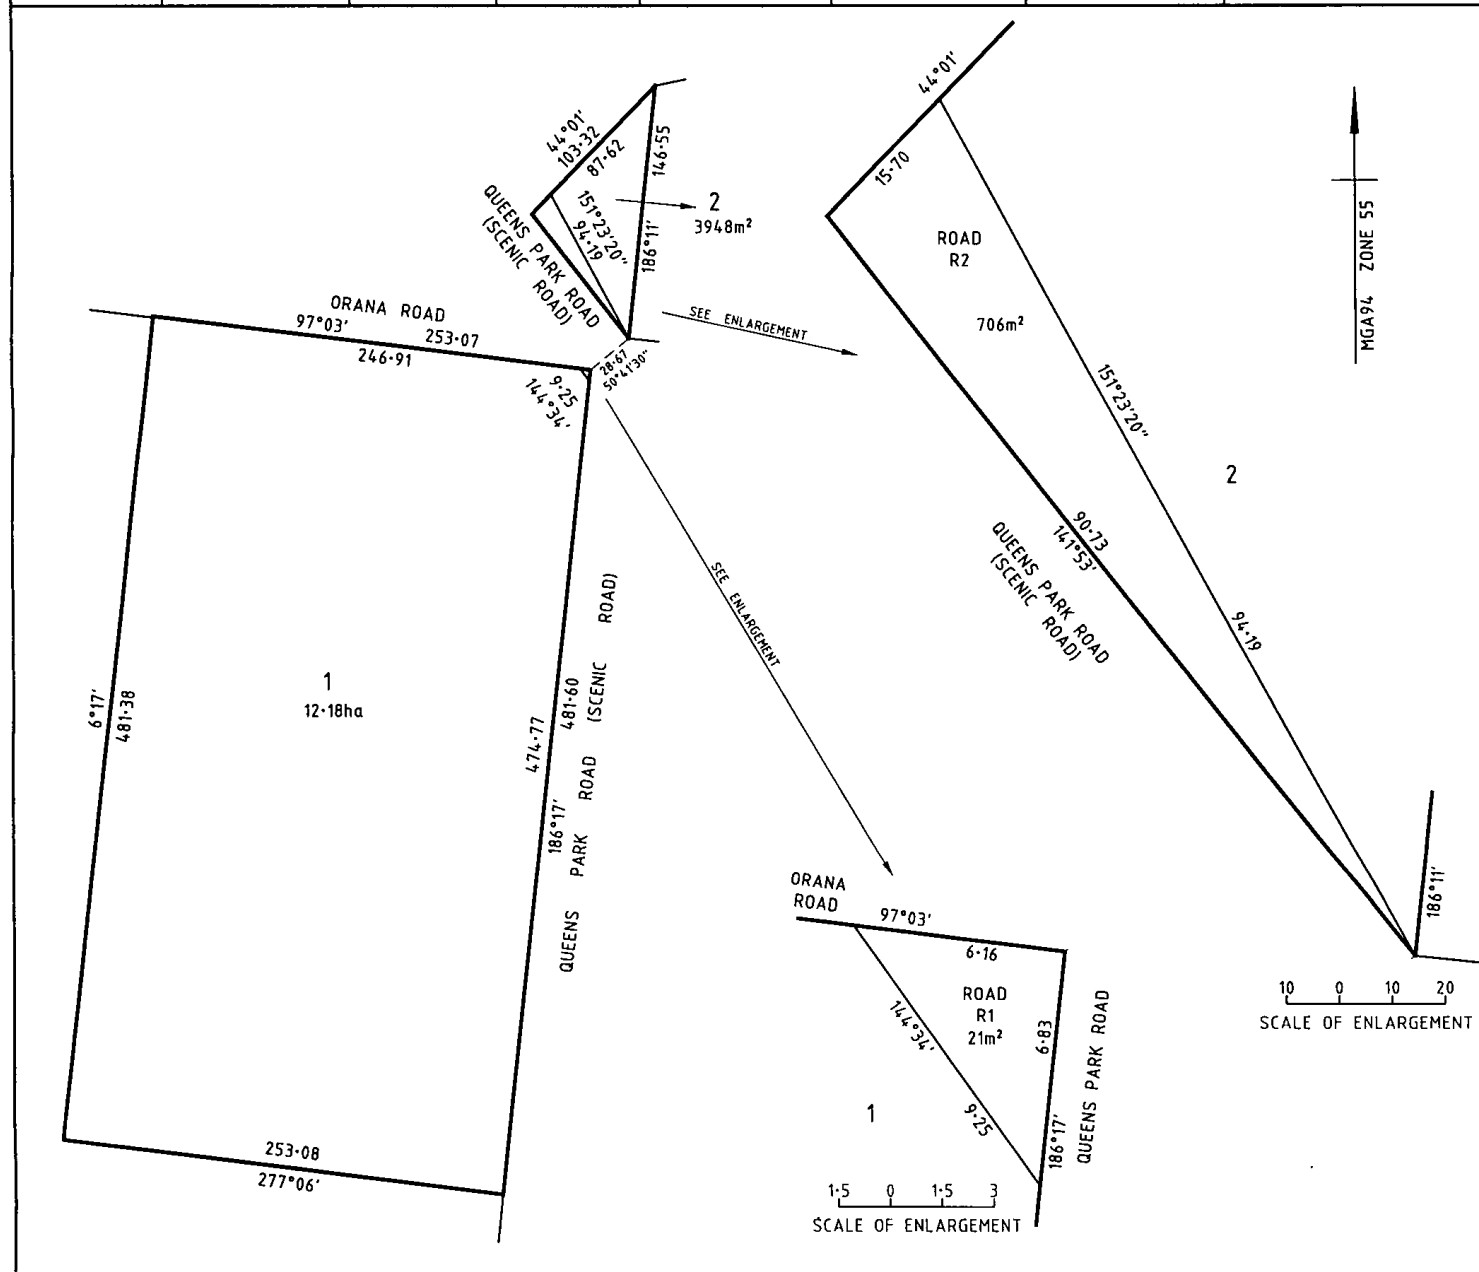 44°01'
103·32
87·62
146·55
186°11'
151°23'20"
94·19
2
3948m²
QUEENS PARK ROAD
(SCENIC ROAD)
ORANA ROAD
97°03'
253·07
246·91
28·67
50°41'30"
9·25
144°34'
SEE ENLARGEMENT
SEE ENLARGEMENT
6°17'
481·38
1
12·18ha
474·77
481·60
186°17'
QUEENS PARK ROAD (SCENIC ROAD)
253·08
277°06'
44°01'
15·70
ROAD
R2
706m²
151°23'20"
94·19
2
90·73
141°53'
QUEENS PARK ROAD
(SCENIC ROAD)
186°11'
10 0 10 20
SCALE OF ENLARGEMENT
MGA94 ZONE 55
ORANA
ROAD
97°03'
6·16
ROAD
R1
21m²
6·83
186°17'
QUEENS PARK ROAD
144°34'
9·25
1
1·5 0 1·5 3
SCALE OF ENLARGEMENT